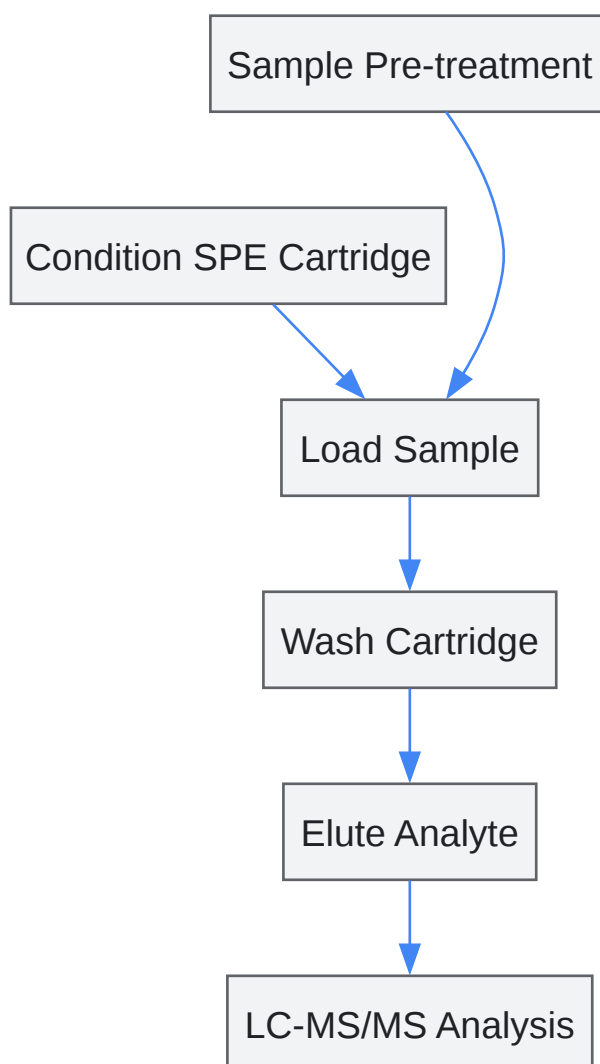 Sample Pre-treatment
Condition SPE Cartridge
Load Sample
Wash Cartridge
Elute Analyte
LC-MS/MS Analysis